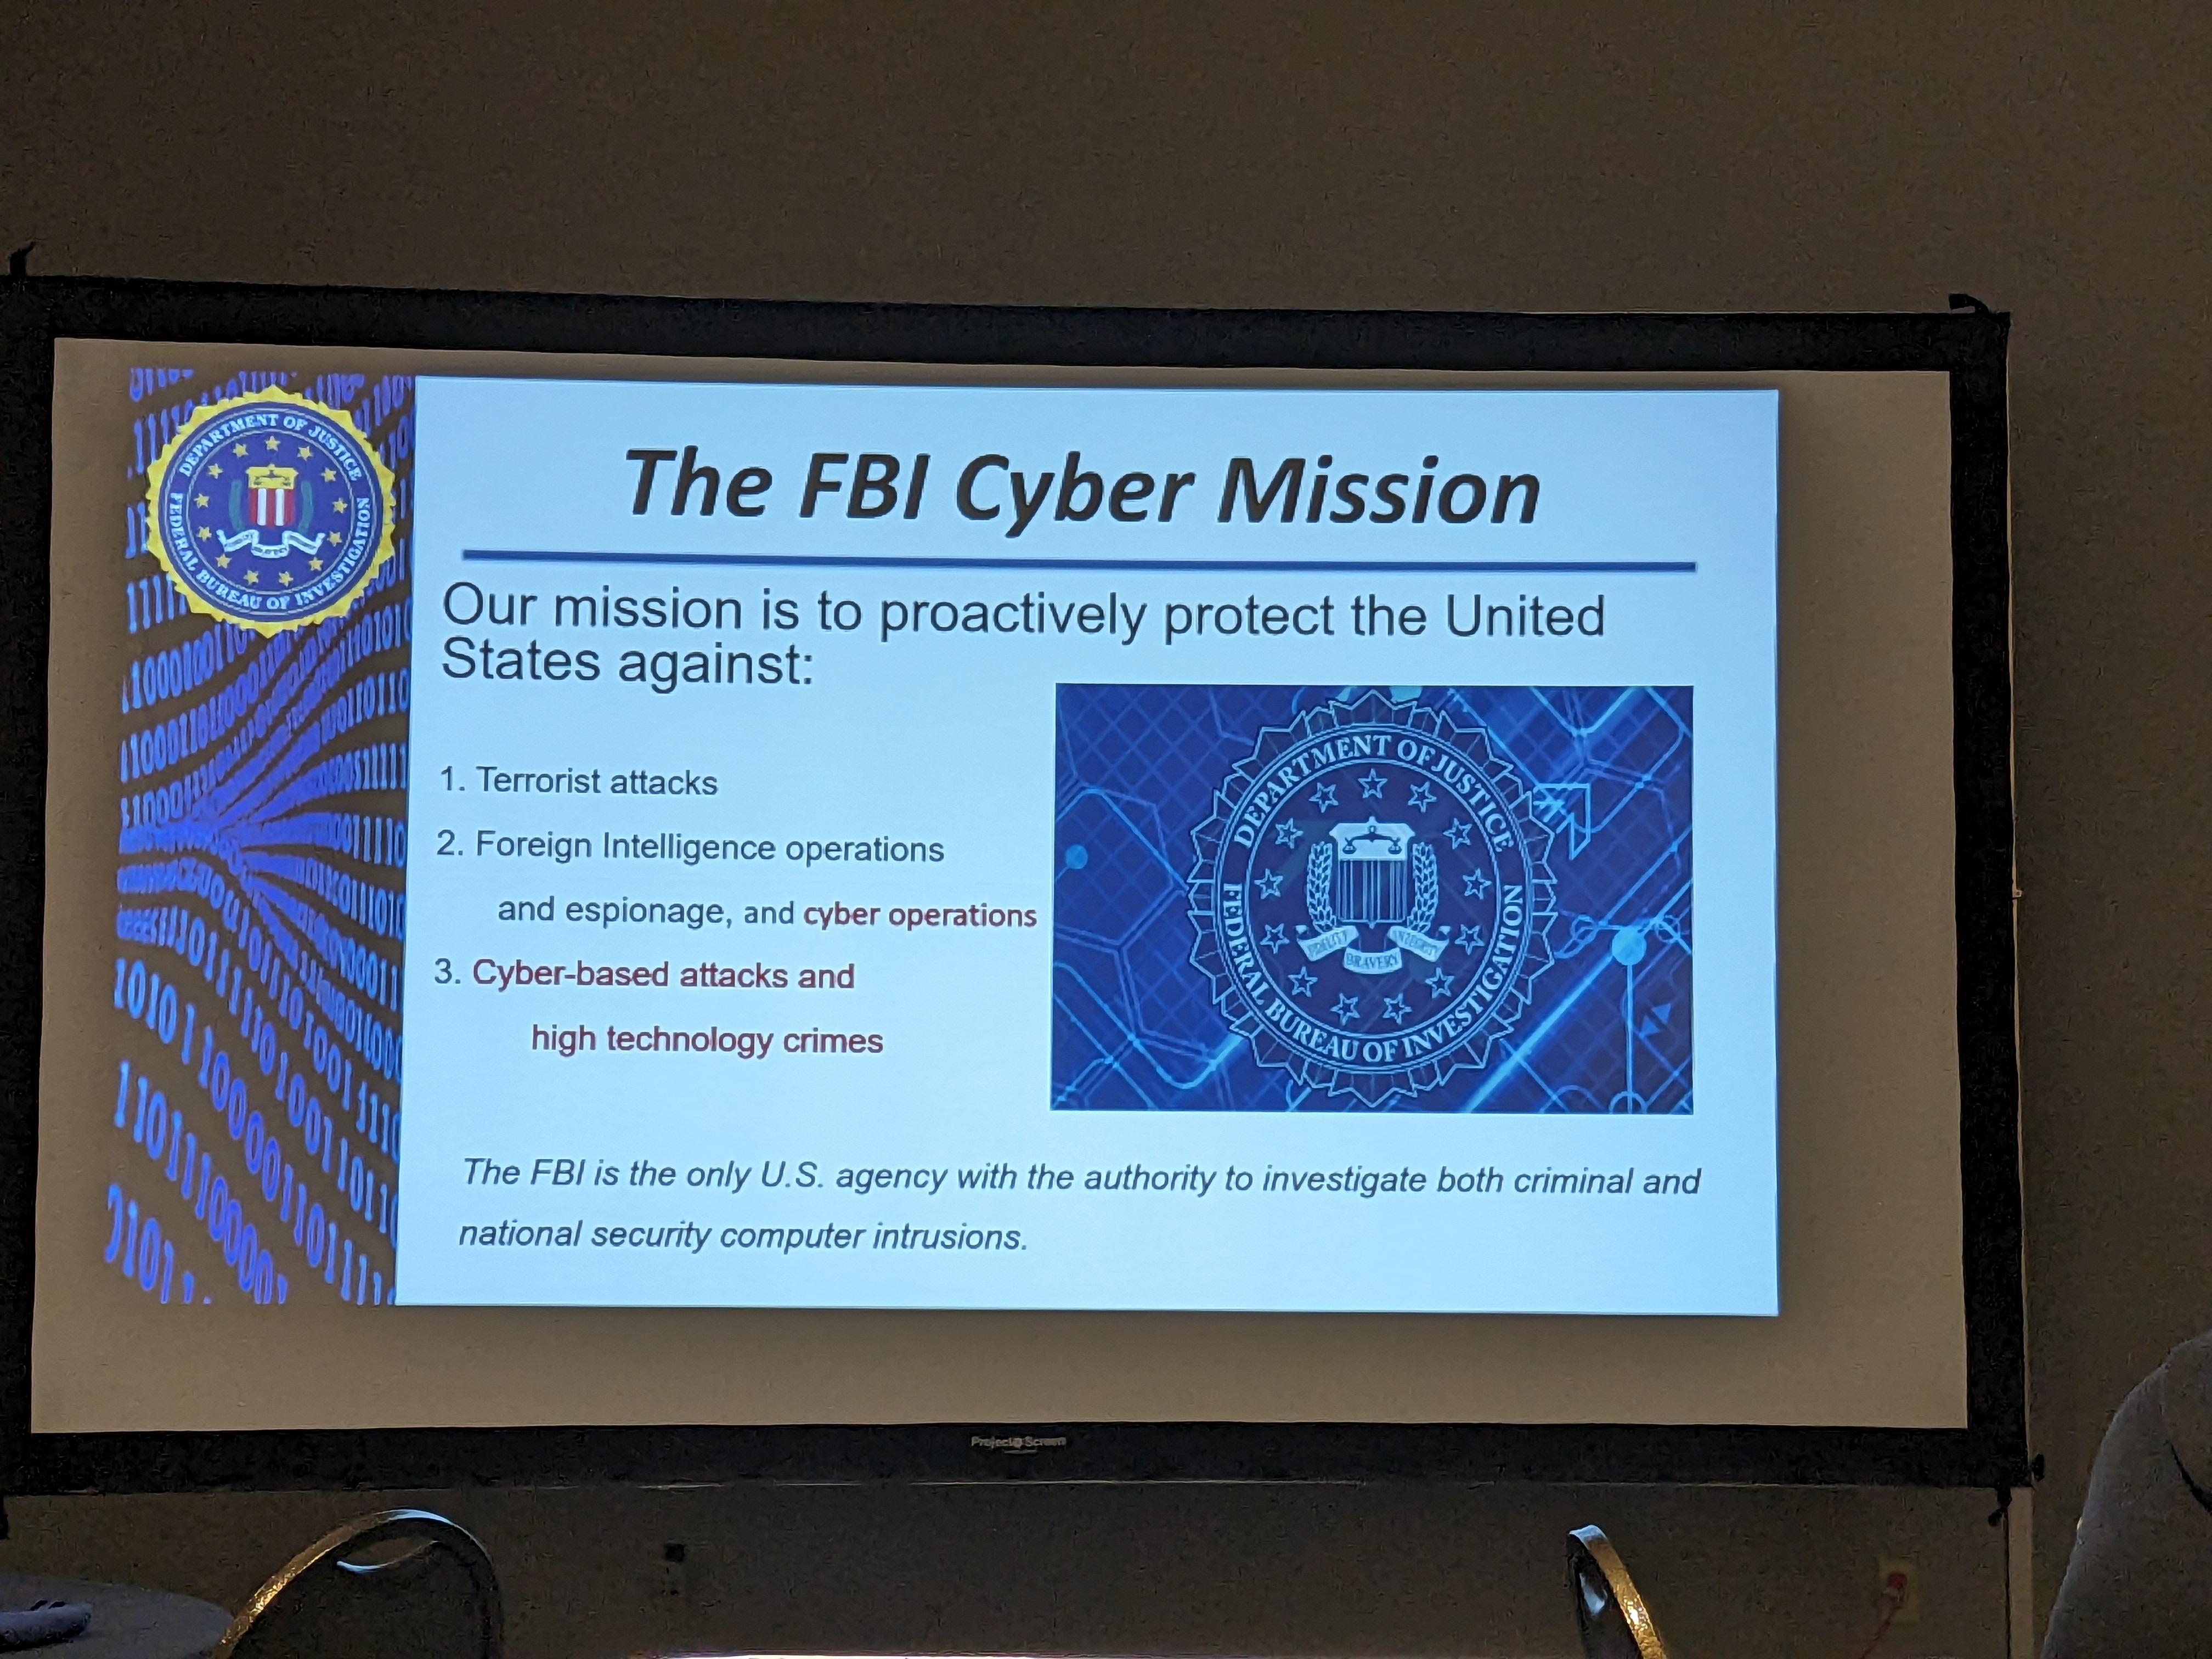 The FBI Cyber Mission
DEPARTMENT OF JUSTICE
FEDERAL BUREAU OF INVESTIGATION
Our mission is to proactively protect the United
States against:
1. Terrorist attacks
2. Foreign Intelligence operations
and espionage, and cyber operations
3. Cyber-based attacks and
high technology crimes
DEPARTMENT OF JUSTICE
FIDELITY BRAVERY INTEGRITY
FEDERAL BUREAU OF INVESTIGATION
The FBI is the only U.S. agency with the authority to investigate both criminal and
national security computer intrusions.